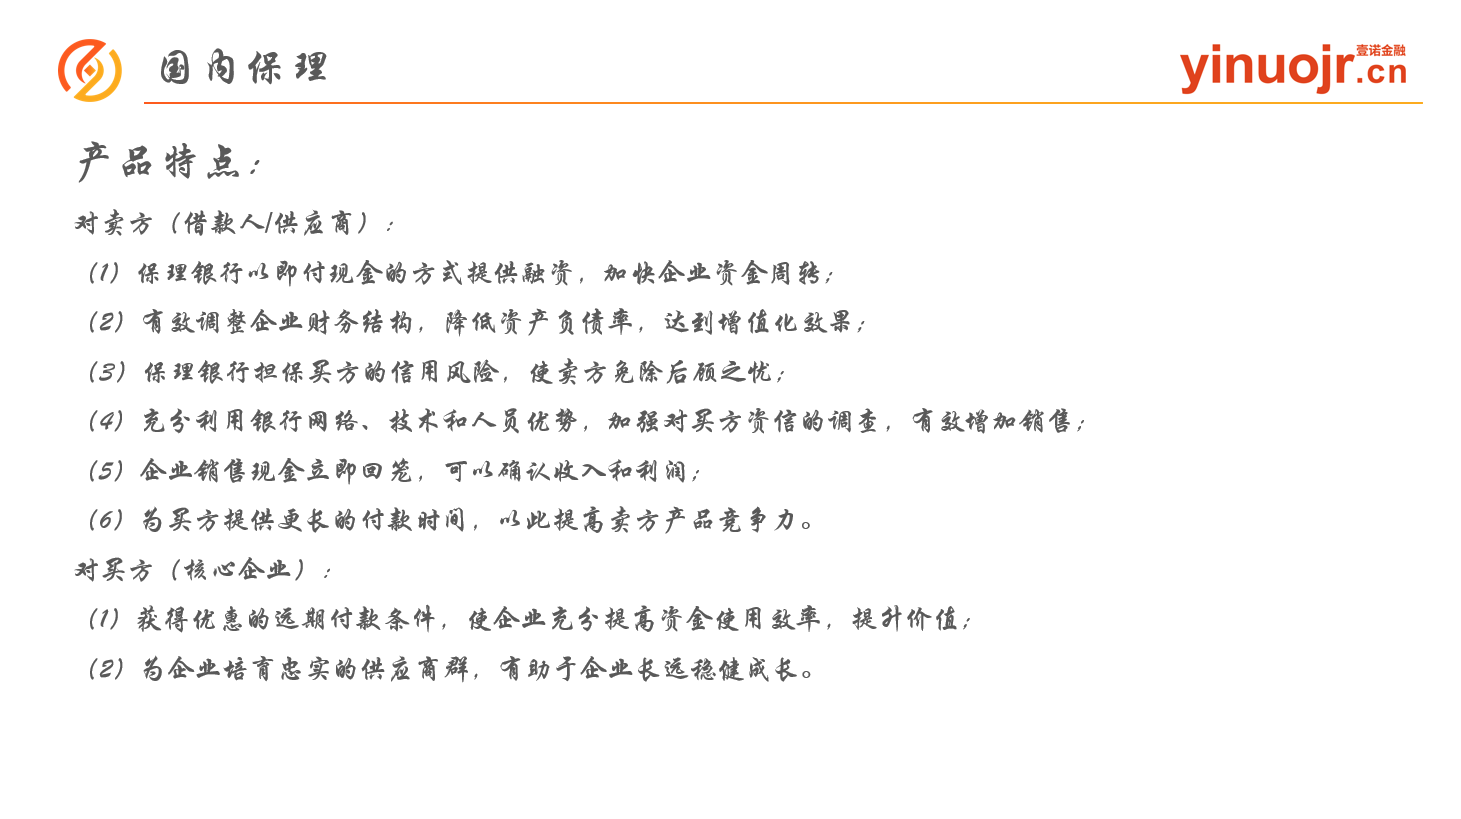 国内保理
壹诺金融
yinuojr.cn
产品特点：
对卖方（借款人/供应商）：
（1）保理银行以即付现金的方式提供融资，加快企业资金周转；
（2）有效调整企业财务结构，降低资产负债率，达到增值化效果；
（3）保理银行担保买方的信用风险，使卖方免除后顾之忧；
（4）充分利用银行网络、技术和人员优势，加强对买方资信的调查，有效增加销售；
（5）企业销售现金立即回笼，可以确认收入和利润；
（6）为买方提供更长的付款时间，以此提高卖方产品竞争力。
对买方（核心企业）：
（1）获得优惠的远期付款条件，使企业充分提高资金使用效率，提升价值；
（2）为企业培育忠实的供应商群，有助于企业长远稳健成长。